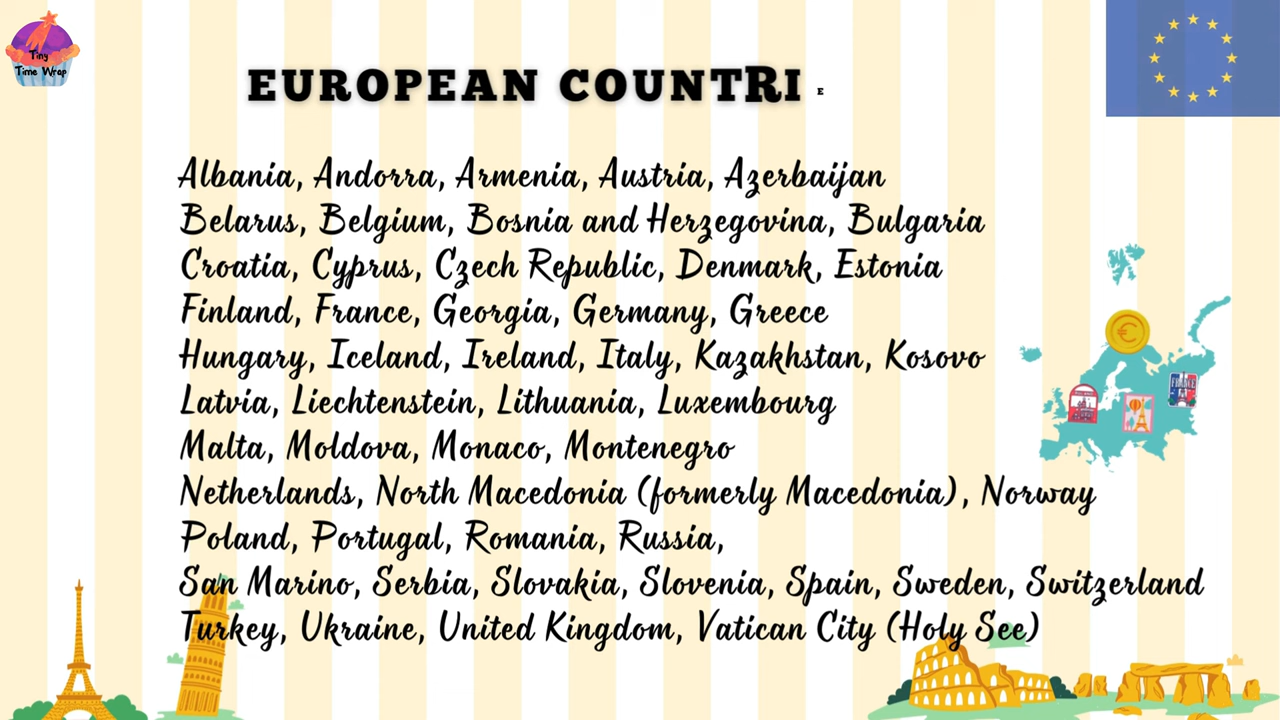 Tiny
Time Wrap
EUROPEAN COUNTRI E
Albania, Andorra, Armenia, Austria, Azerbaijan
Belarus, Belgium, Bosnia and Herzegovina, Bulgaria
Croatia, Cyprus, Czech Republic, Denmark, Estonia
Finland, France, Georgia, Germany, Greece
Hungary, Iceland, Ireland, Italy, Kazakhstan, Kosovo
Latvia, Liechtenstein, Lithuania, Luxembourg
Malta, Moldova, Monaco, Montenegro
Netherlands, North Macedonia (formerly Macedonia), Norway
Poland, Portugal, Romania, Russia,
San Marino, Serbia, Slovakia, Slovenia, Spain, Sweden, Switzerland
Turkey, Ukraine, United Kingdom, Vatican City (Holy See)
€
FRANCE